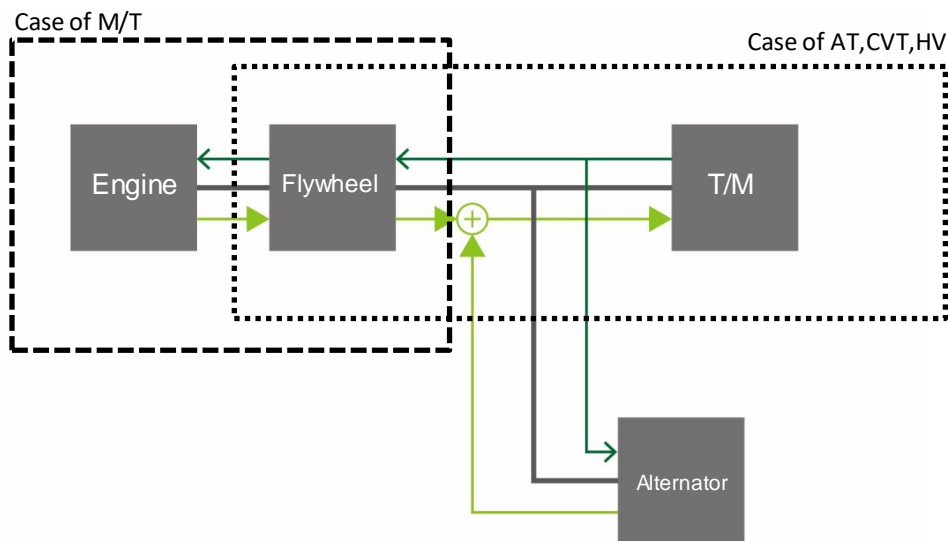 Case of M/T
Case of AT,CVT,HV
Engine
Flywheel
T/M
Alternator